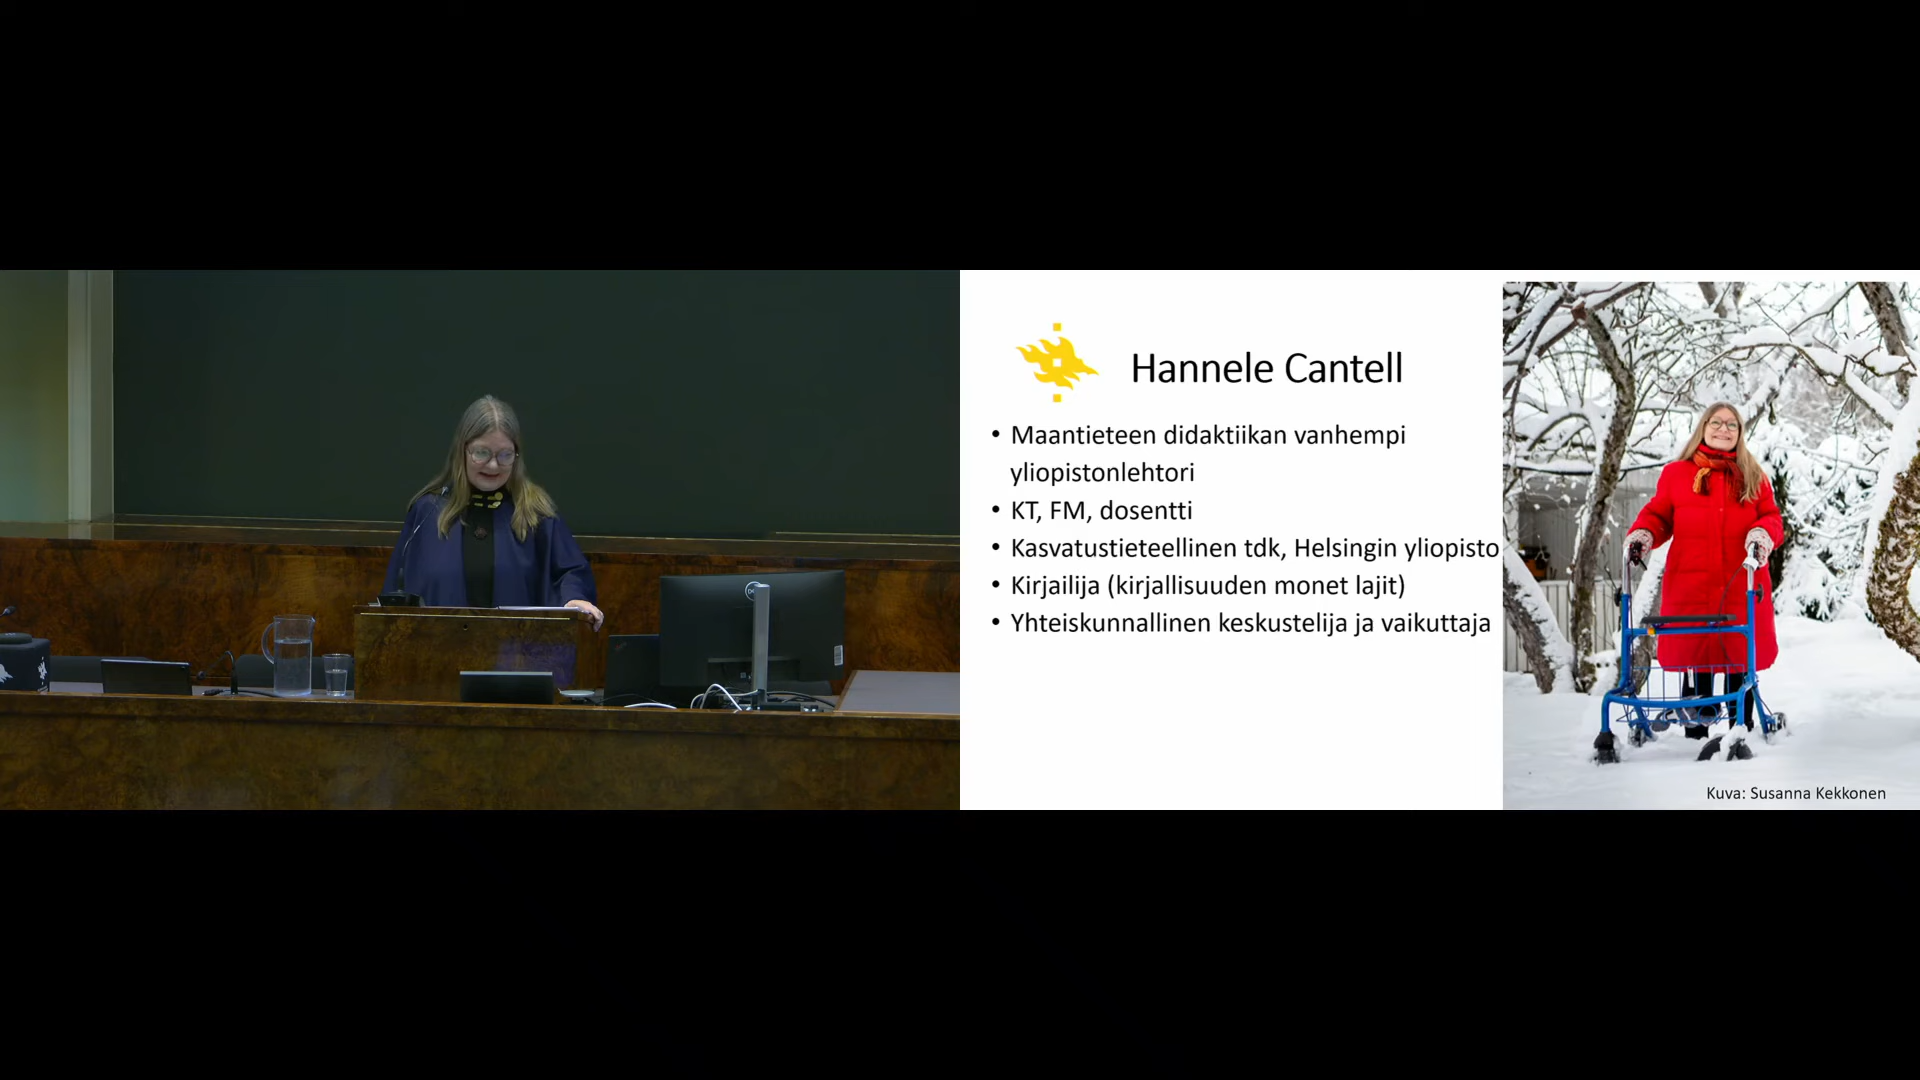 Hannele Cantell
• Maantieteen didaktiikan vanhempi
yliopistonlehtori
• KT, FM, dosentti
• Kasvatustieteellinen tdk, Helsingin yliopisto
• Kirjailija (kirjallisuuden monet lajit)
• Yhteiskunnallinen keskustelija ja vaikuttaja
Kuva: Susanna Kekkonen